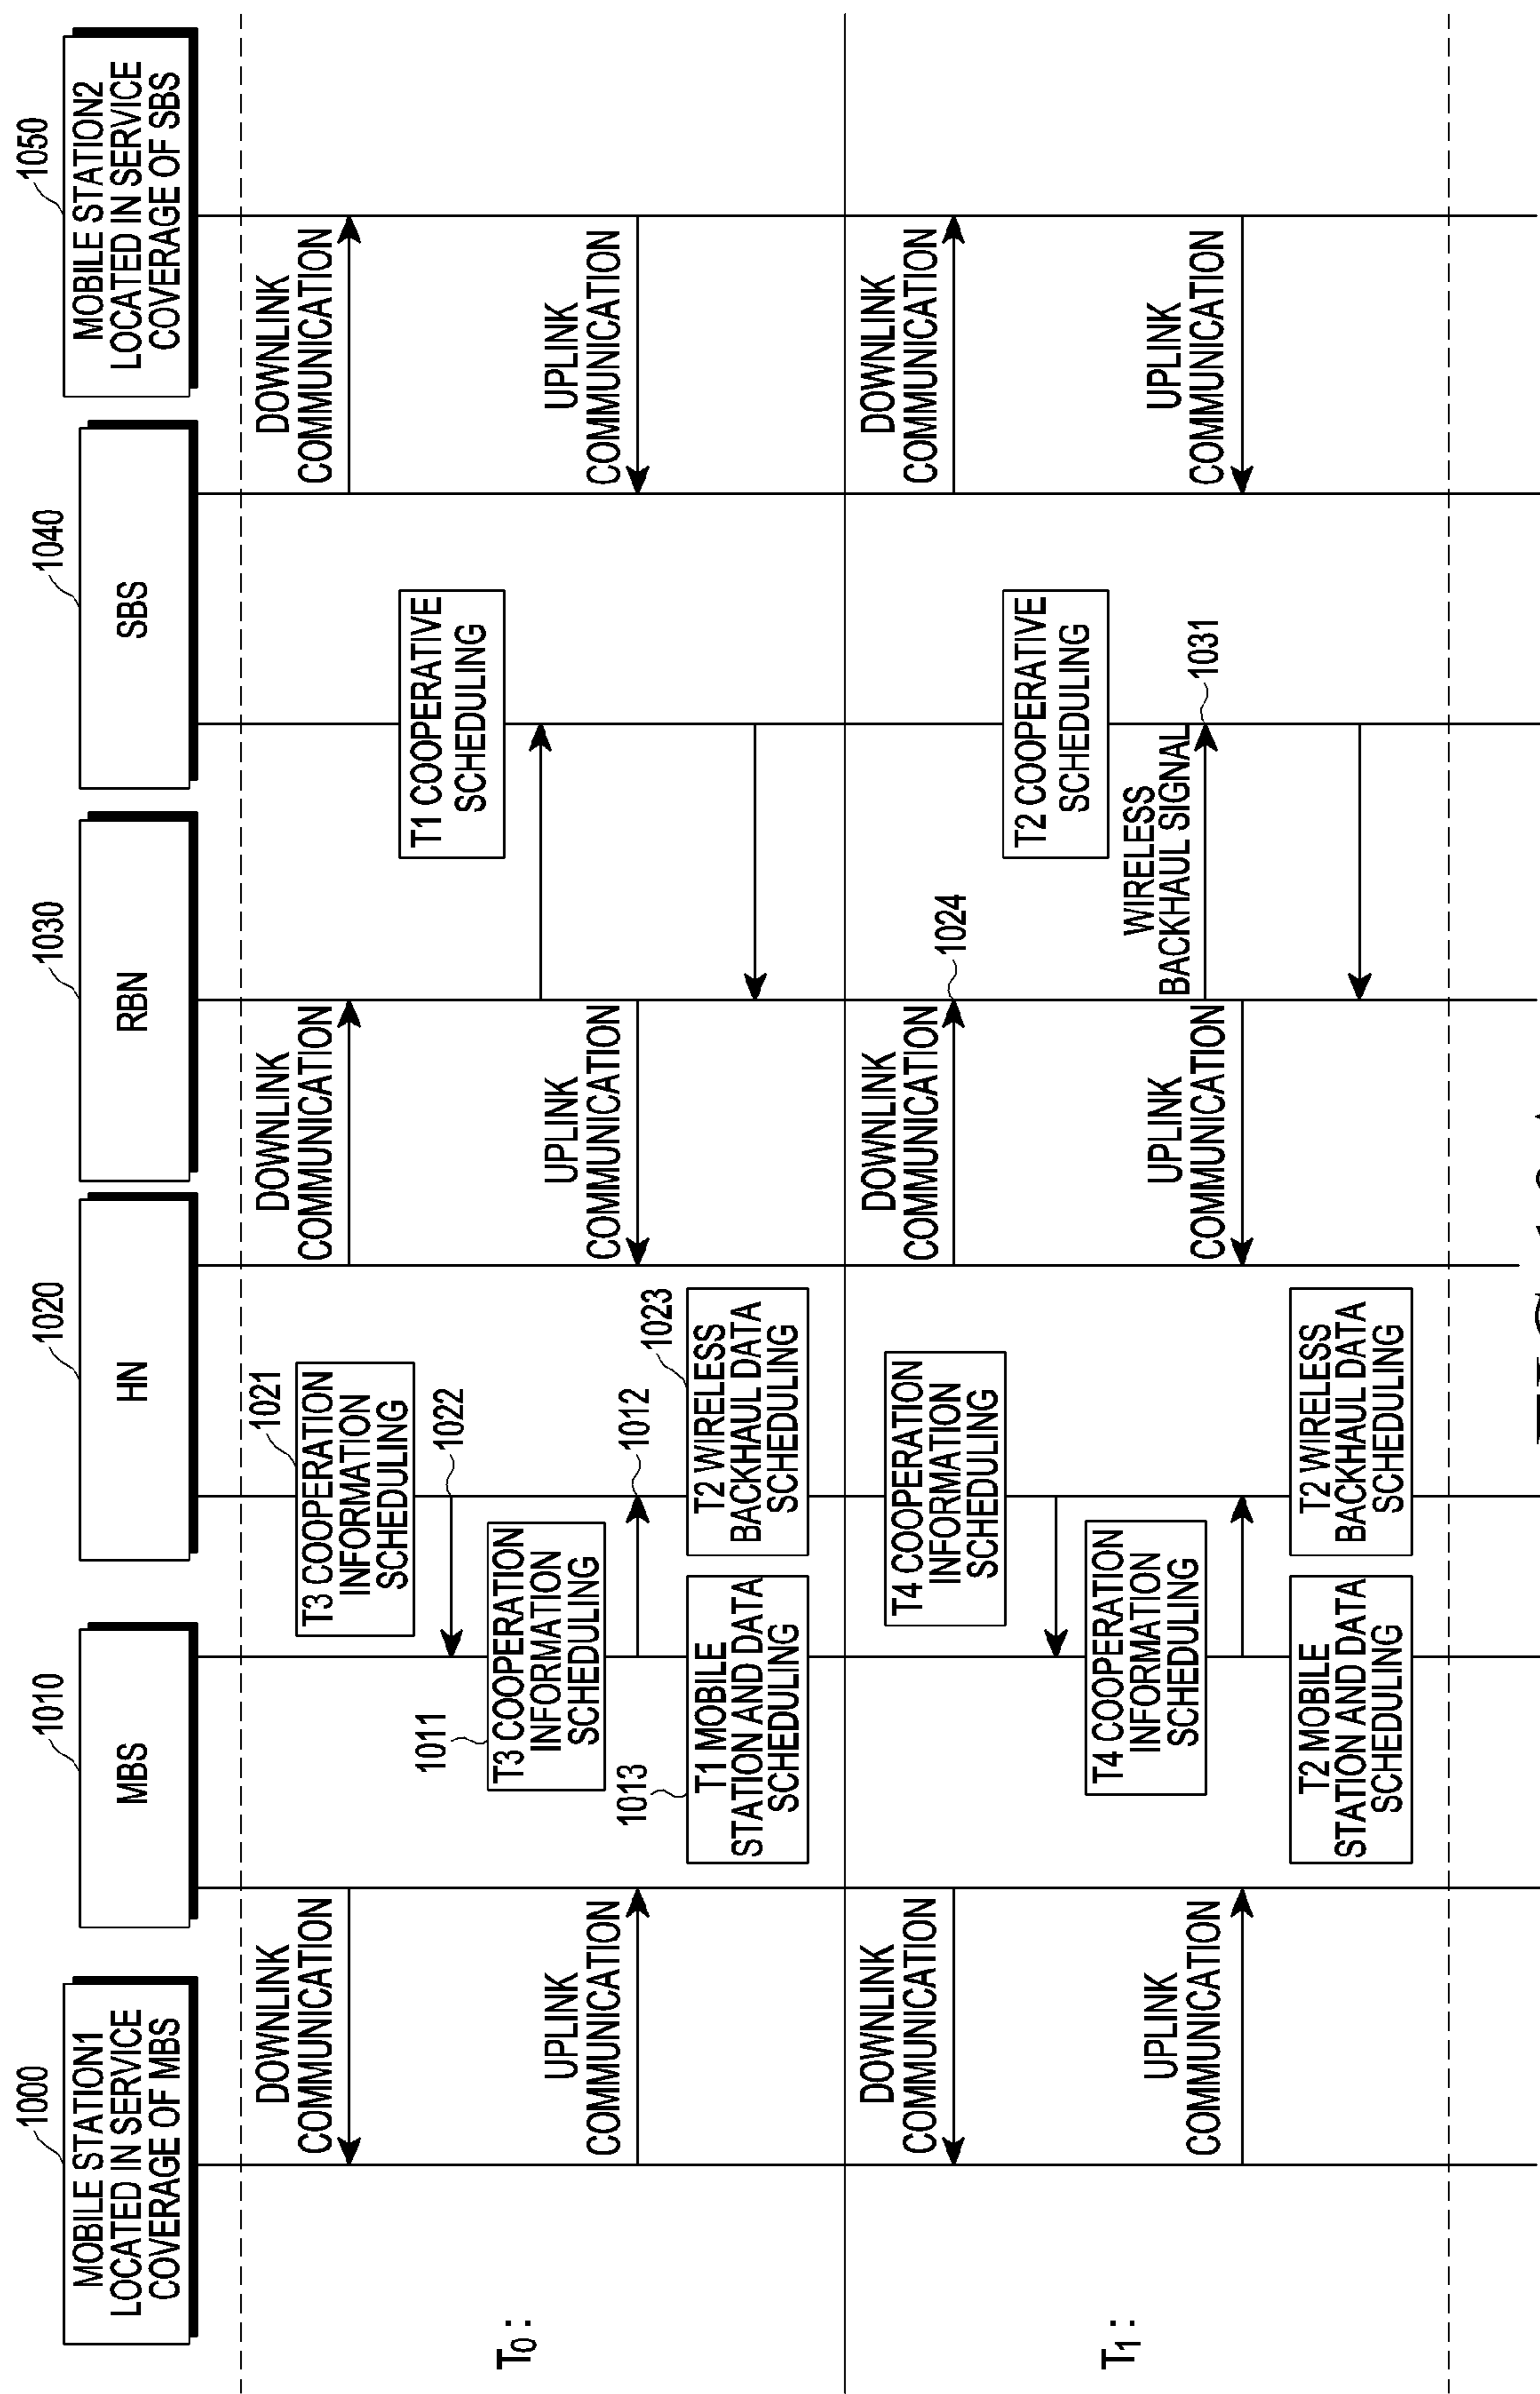 1000
MOBILE STATION1
LOCATED IN SERVICE
COVERAGE OF MBS
1010
MBS
1020
HN
1030
RBN
1040
SBS
1050
MOBILE STATION2
LOCATED IN SERVICE
COVERAGE OF SBS
T0 :
DOWNLINK
COMMUNICATION
1021
T3 COOPERATION
INFORMATION
SCHEDULING
DOWNLINK
COMMUNICATION
DOWNLINK
COMMUNICATION
T1 COOPERATIVE
SCHEDULING
1022
1011
T3 COOPERATION
INFORMATION
SCHEDULING
UPLINK
COMMUNICATION
1012
UPLINK
COMMUNICATION
UPLINK
COMMUNICATION
1013
T1 MOBILE
STATION AND DATA
SCHEDULING
1023
T2 WIRELESS
BACKHAUL DATA
SCHEDULING
T1 :
DOWNLINK
COMMUNICATION
T4 COOPERATION
INFORMATION
SCHEDULING
DOWNLINK
COMMUNICATION
1024
DOWNLINK
COMMUNICATION
T2 COOPERATIVE
SCHEDULING
T4 COOPERATION
INFORMATION
SCHEDULING
WIRELESS
BACKHAUL SIGNAL
1031
UPLINK
COMMUNICATION
UPLINK
COMMUNICATION
UPLINK
COMMUNICATION
T2 MOBILE
STATION AND DATA
SCHEDULING
T2 WIRELESS
BACKHAUL DATA
SCHEDULING